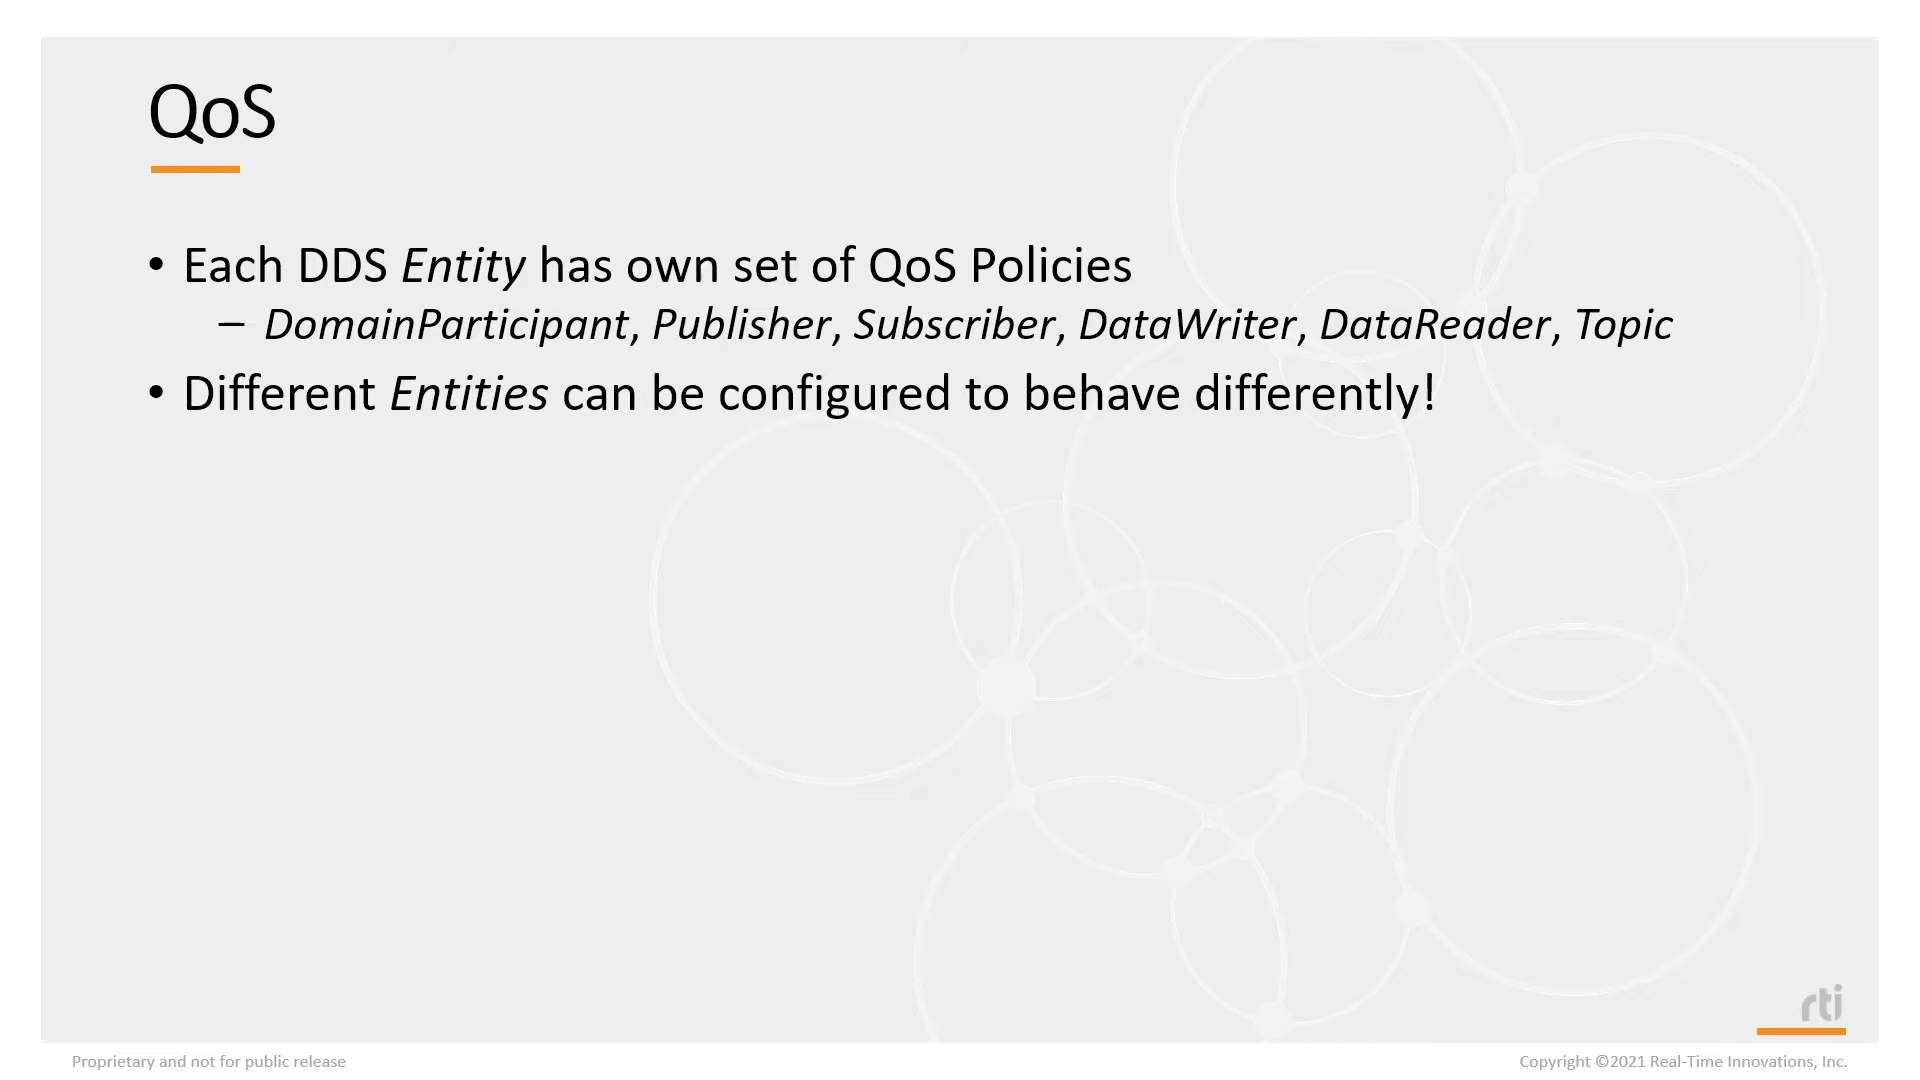 QoS
• Each DDS Entity has own set of QoS Policies
– DomainParticipant, Publisher, Subscriber, DataWriter, DataReader, Topic
• Different Entities can be configured to behave differently!
rti
Proprietary and not for public release
Copyright ©2021 Real-Time Innovations, Inc.